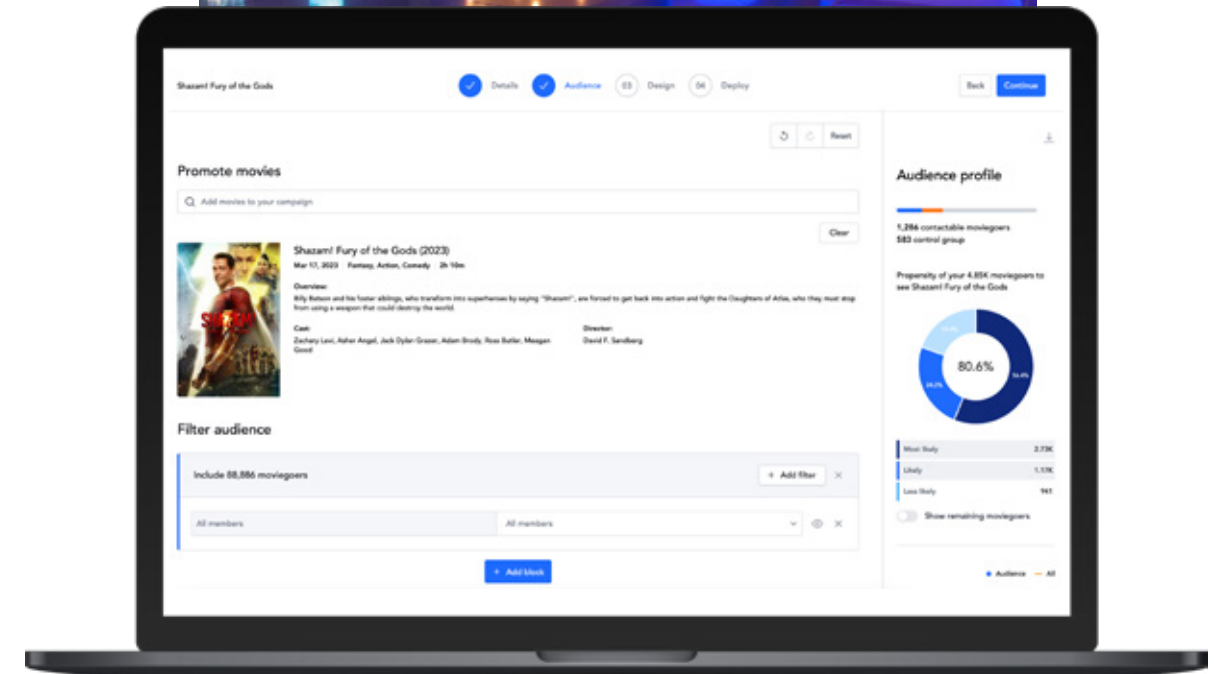 Shazam! Fury of the Gods
Details
Audience
03
Design
04
Deploy
Back
Continue
Reset
Promote movies
Add movies to your campaign
Clear
Shazam! Fury of the Gods (2023)
Mar 17, 2023 Fantasy, Action, Comedy 2h 10m
Overview:
Billy Batson and his foster siblings, who transform into superheroes by saying "Shazam!", are forced to get back into action and fight the Daughters of Atlas, who they must stop
from using a weapon that could destroy the world.
Cast:
Zachary Levi, Asher Angel, Jack Dylan Grazer, Adam Brody, Ross Butler, Meagan
Good
Director:
David F. Sandberg
SHAZAM!
Filter audience
Include 88,886 moviegoers
+ Add filter
All members
All members
+ Add block
Audience profile
1,286 contactable moviegoers
583 control group
Propensity of your 4.85K moviegoers to
see Shazam! Fury of the Gods
80.6%
24.2%
56.4%
Most likely 2.73K
Likely 1.17K
Less likely 961
Show remaining moviegoers
Audience
All